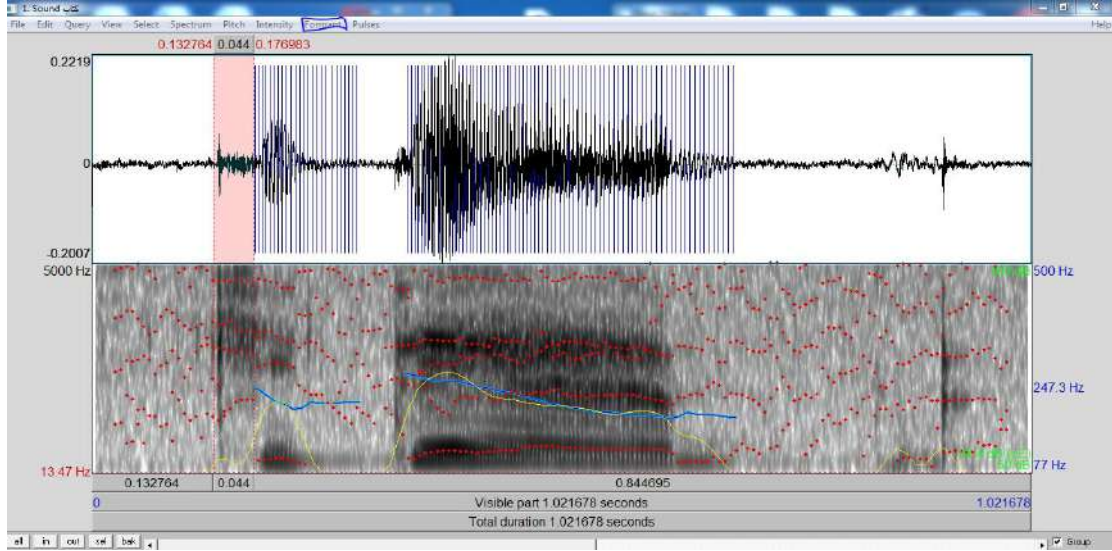 1. Sound كتاب
File Edit Query View Select Spectrum Pitch Intensity Formant Pulses Help
0.132764 0.044 0.176983
0.2219
0
-0.2007
5000 Hz 500 Hz
247.3 Hz
13.47 Hz 77 Hz
0.132764 0.044 0.844695
0 Visible part 1.021678 seconds 1.021678
Total duration 1.021678 seconds
all in out sel bak Group